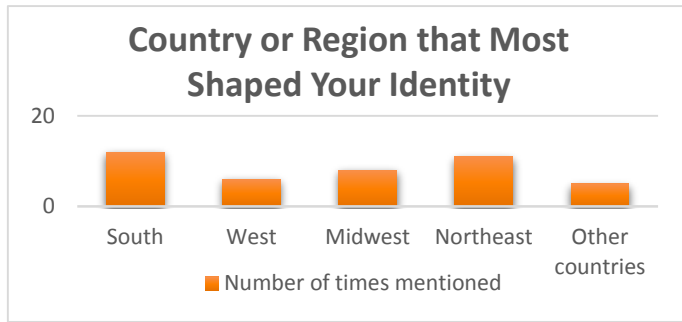 Country or Region that Most
Shaped Your Identity
20
0
South West Midwest Northeast Other
countries
Number of times mentioned